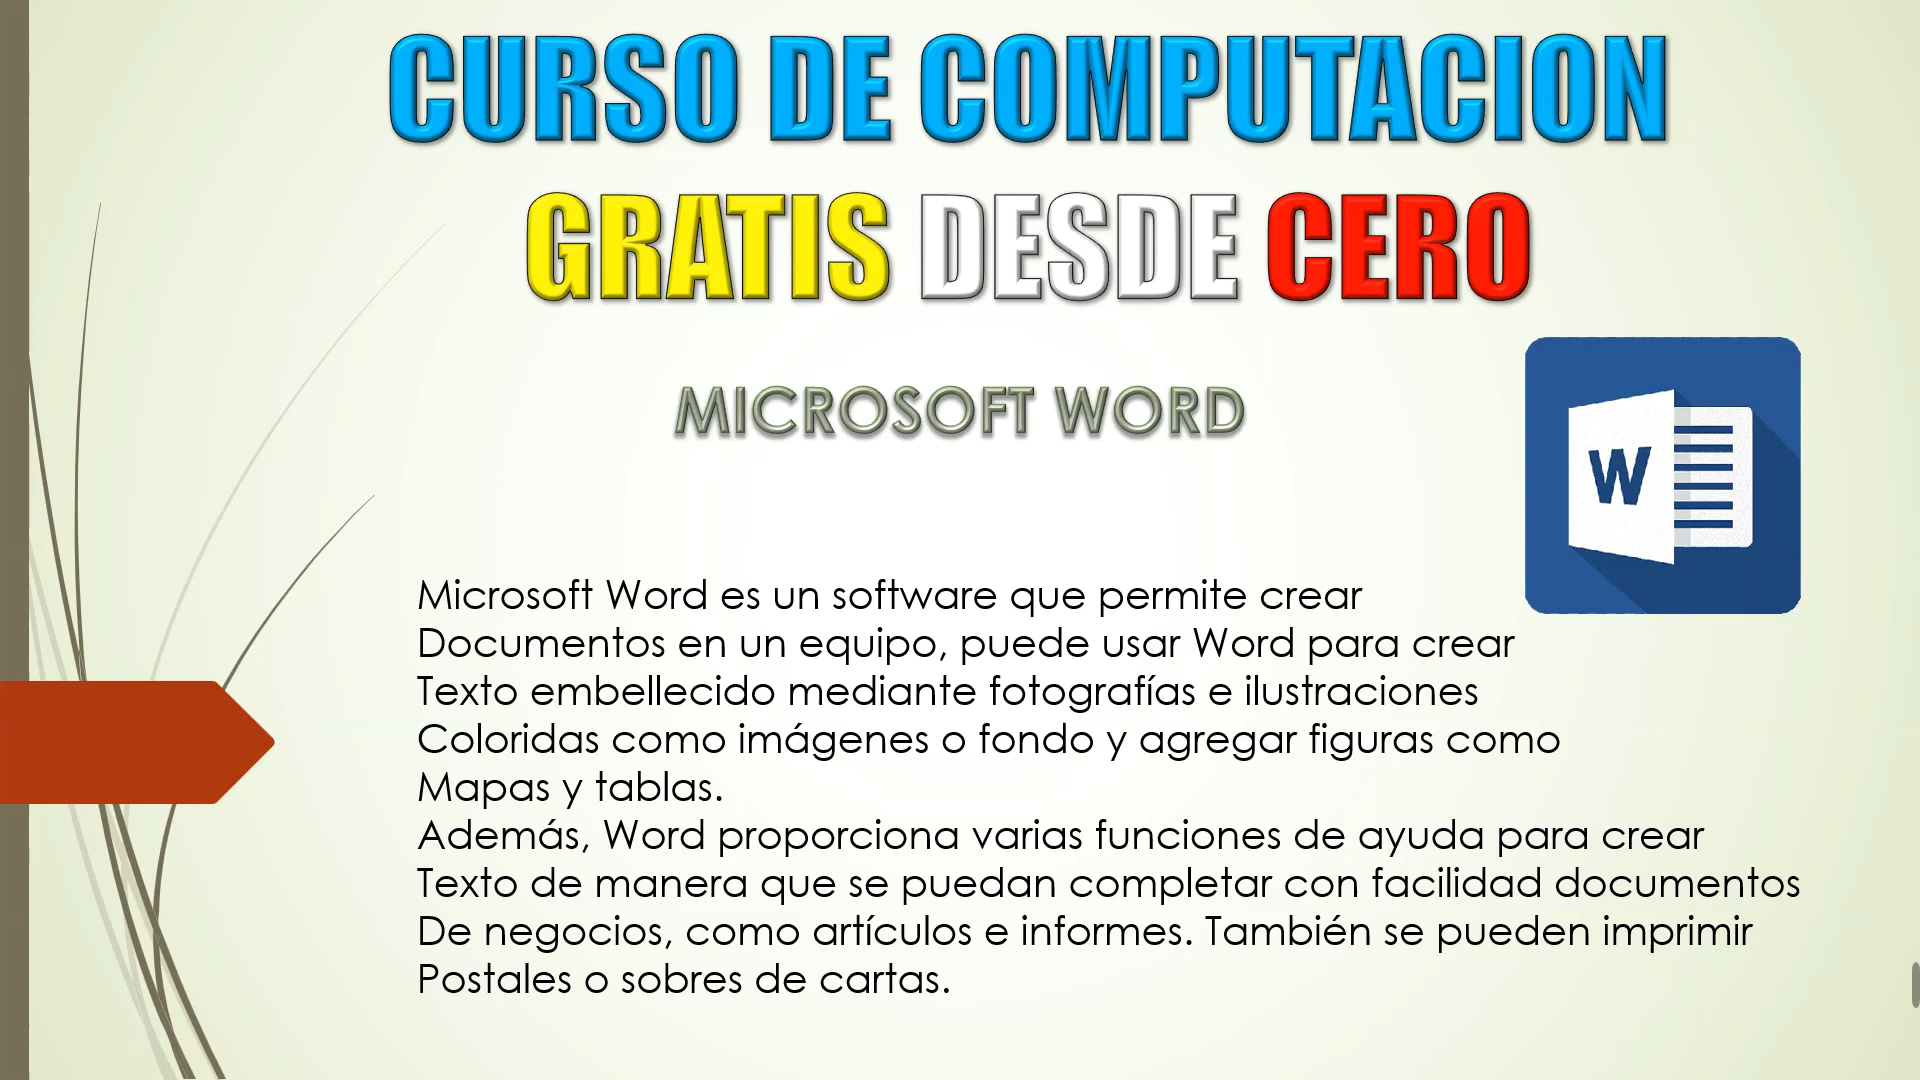 CURSO DE COMPUTACION
GRATIS DESDE CERO
MICROSOFT WORD
W
Microsoft Word es un software que permite crear
Documentos en un equipo, puede usar Word para crear
Texto embellecido mediante fotografías e ilustraciones
Coloridas como imágenes o fondo y agregar figuras como
Mapas y tablas.
Además, Word proporciona varias funciones de ayuda para crear
Texto de manera que se puedan completar con facilidad documentos
De negocios, como artículos e informes. También se pueden imprimir
Postales o sobres de cartas.